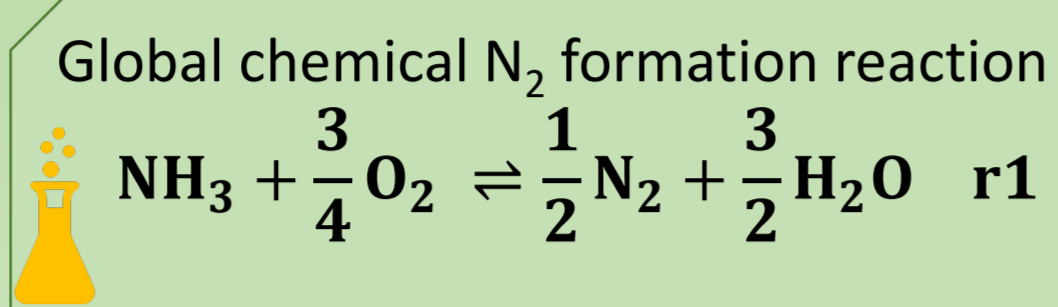 Global chemical N₂ formation reaction
NH₃ + 3/4 O₂ ⇌ 1/2 N₂ + 3/2 H₂O r1